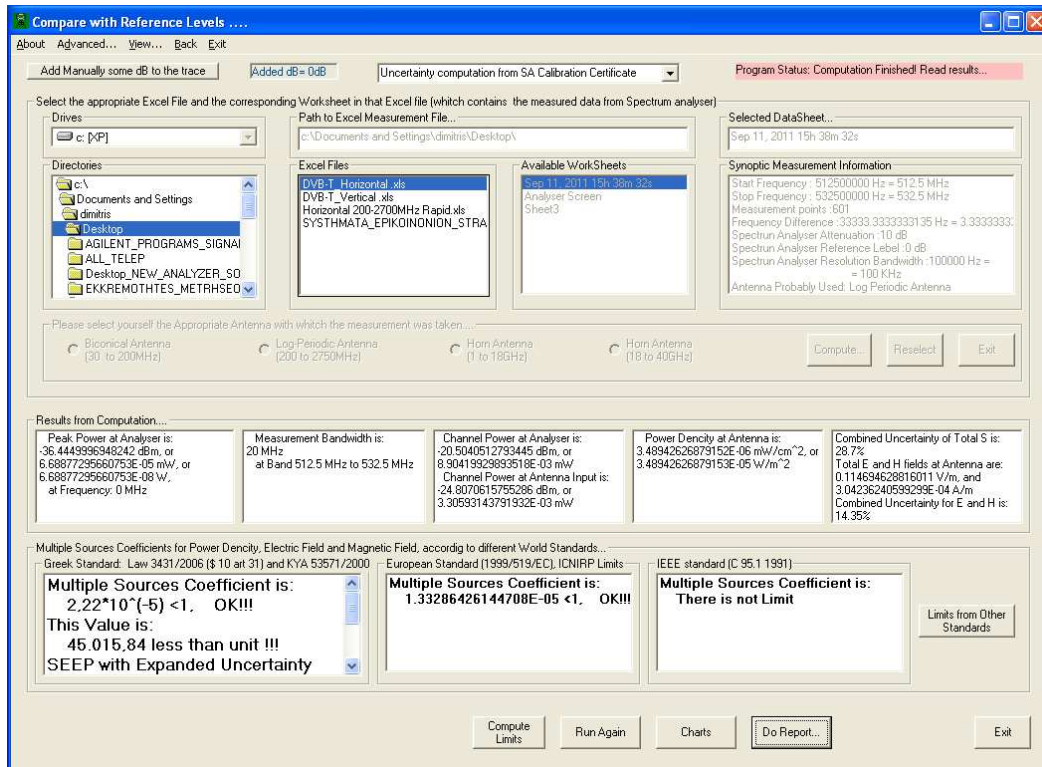 Compare with Reference Levels ....
About Advanced... View... Back Exit
Add Manually some dB to the trace
Added dB= 0dB
Uncertainty computation from SA Calibration Certificate
Program Status: Computation Finished! Read results...
Select the appropriate Excel File and the corresponding Worksheet in that Excel file (whitch contains the measured data from Spectrum analyser)
Drives
c: [XP]
Path to Excel Measurement File...
c:\Documents and Settings\dimitris\Desktop\
Selected DataSheet...
Sep 11, 2011 15h 38m 32s
Directories
c:\
Documents and Settings
dimitris
Desktop
AGILENT_PROGRAMS_SIGNAL
ALL_TELEP
Desktop_NEW_ANALYZER_SO
EKKREMOTHTES_METRHSEO
Excel Files
DVB-T_Horizontal .xls
DVB-T_Vertical .xls
Horizontal 200-2700MHz Rapid.xls
SYSTHMATA_EPIKOINONION_STRA
Available WorkSheets
Sep 11, 2011 15h 38m 32s
Analyser Screen
Sheet3
Synoptic Measurement Information
Start Frequency : 512500000 Hz = 512.5 MHz
Stop Frequency : 532500000 Hz = 532.5 MHz
Measurement points :601
Frequency Difference :33333.3333333135 Hz = 3.33333333.
Spectrun Analyser Attenuation :10 dB
Spectrun Analyser Reference Lebel :0 dB
Spectrun Analyser Resolution Bandwidth :100000 Hz =
= 100 KHz
Antenna Probably Used: Log Periodic Antenna
Please select yourself the Appropriate Antenna with whitch the measurement was taken....
Biconical Antenna
(30 to 200MHz)
Log-Periodic Antenna
(200 to 2750MHz)
Horn Antenna
(1 to 18GHz)
Horn Antenna
(18 to 40GHz)
Compute...
Reselect
Exit
Results from Computation....
Peak Power at Analyser is:
-36.4449996948242 dBm, or
6.68877295660753E-05 mW, or
6.68877295660753E-08 W,
at Frequency: 0 MHz
Measurement Bandwidth is:
20 MHz
at Band 512.5 MHz to 532.5 MHz
Channel Power at Analyser is:
-20.5040512793445 dBm, or
8.90419929893518E-03 mW
Channel Power at Antenna Input is:
-24.8070615755286 dBm, or
3.30593143791932E-03 mW
Power Dencity at Antenna is:
3.48942626879152E-06 mW/cm^2, or
3.48942626879153E-05 W/m^2
Combined Uncertainty of Total S is:
28.7%
Total E and H fields at Antenna are:
0.114694628816011 V/m, and
3.04236240599299E-04 A/m
Combined Uncertainty for E and H is:
14.35%
Multiple Sources Coefficients for Power Dencity, Electric Field and Magnetic Field, accordig to different World Standards...
Greek Standard: Law 3431/2006 ($ 10 art 31) and KYA 53571/2000
Multiple Sources Coefficient is:
2,22*10^(-5) <1, OK!!!
This Value is:
45.015,84 less than unit !!!
SEEP with Expanded Uncertainty
European Standard (1999/519/EC), ICNIRP Limits
Multiple Sources Coefficient is:
1.33286426144708E-05 <1, OK!!!
IEEE standard (C 95.1 1991)
Multiple Sources Coefficient is:
There is not Limit
Limits from Other
Standards
Compute
Limits
Run Again
Charts
Do Report...
Exit